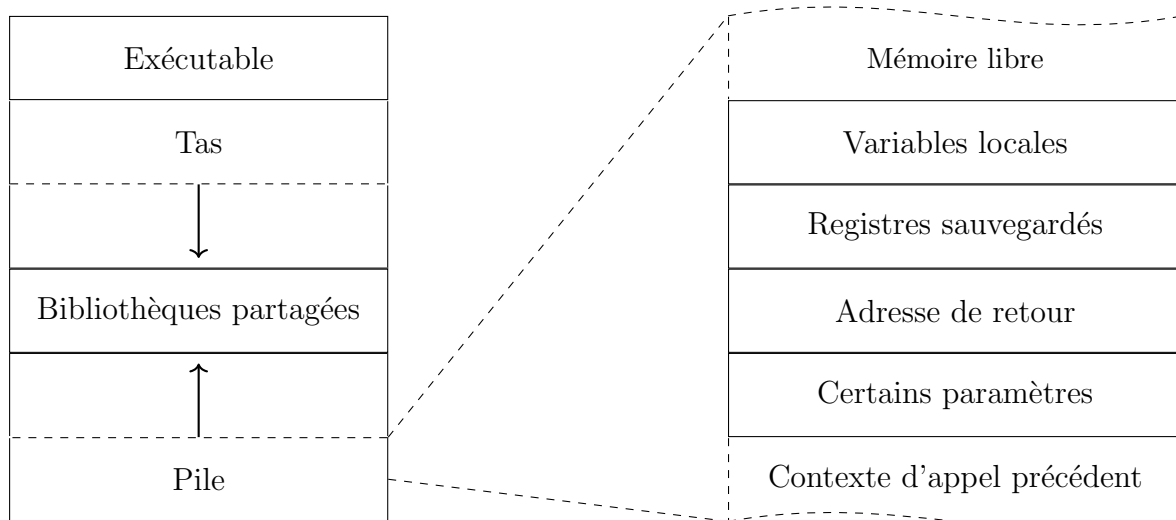 Exécutable
Tas
Bibliothèques partagées
Pile
Mémoire libre
Variables locales
Registres sauvegardés
Adresse de retour
Certains paramètres
Contexte d'appel précédent